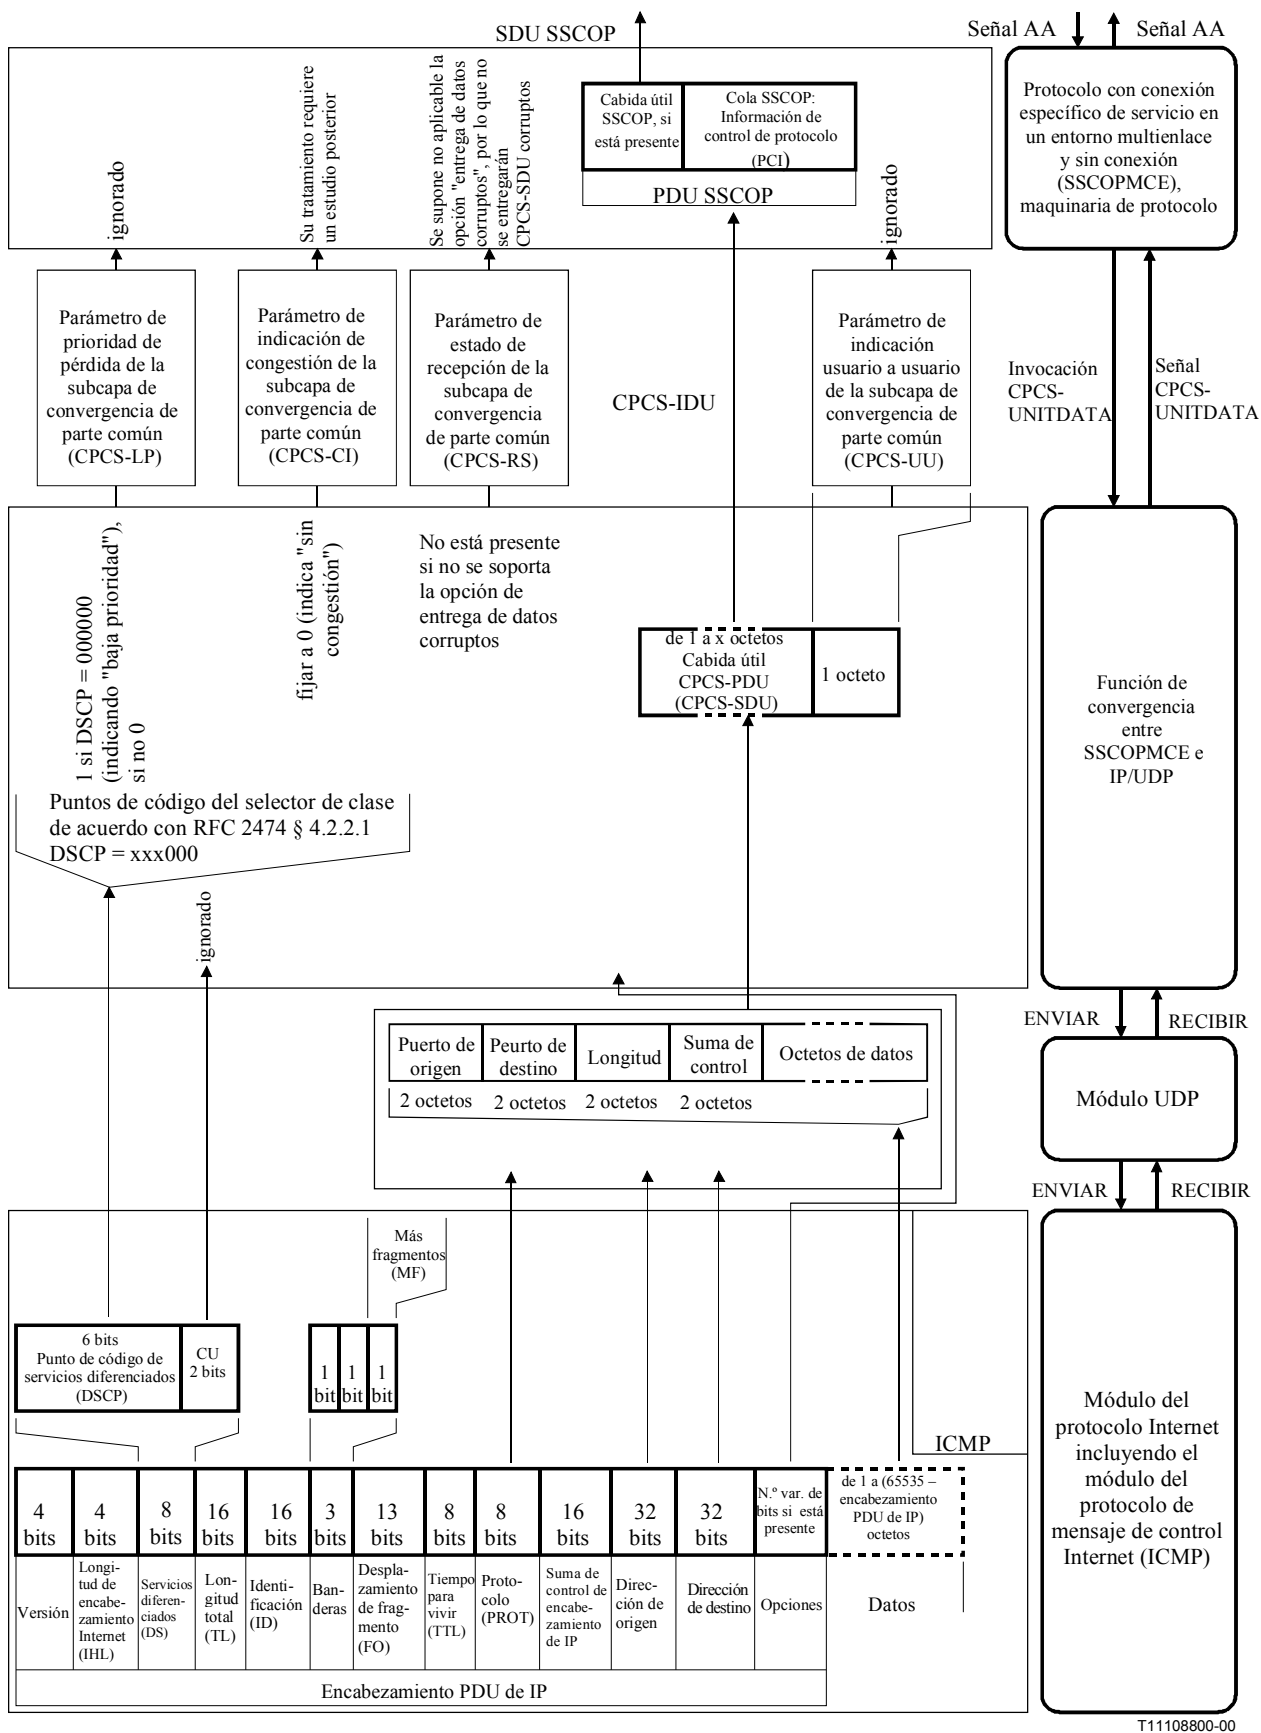 SDU SSCOP
Señal AA
Señal AA
ignorado
Su tratamiento requiere
un estudio posterior
Se supone no aplicable la
opción "entrega de datos
corruptos", por lo que no
se entregarán
CPCS-SDU corruptos
Cabida útil
SSCOP, si
está presente
Cola SSCOP:
Información de
control de protocolo
(PCI)
PDU SSCOP
ignorado
Protocolo con conexión
específico de servicio en
un entorno multienlace
y sin conexión
(SSCOPMCE),
maquinaria de protocolo
Parámetro de
prioridad de
pérdida de la
subcapa de
convergencia de
parte común
(CPCS-LP)
Parámetro de
indicación de
congestión de la
subcapa de
convergencia de
parte común
(CPCS-CI)
Parámetro de
estado de
recepción de la
subcapa de
convergencia
de parte común
(CPCS-RS)
CPCS-IDU
Parámetro de
indicación
usuario a usuario
de la subcapa de
convergencia de
parte común
(CPCS-UU)
Invocación
CPCS-
UNITDATA
Señal
CPCS-
UNITDATA
1 si DSCP = 000000
(indicando "baja prioridad"),
si no 0
fijar a 0 (indica "sin
congestión")
No está presente
si no se soporta
la opción de
entrega de datos
corruptos
de 1 a x octetos
Cabida útil
CPCS-PDU
(CPCS-SDU)
1 octeto
Función de
convergencia
entre
SSCOPMCE e
IP/UDP
Puntos de código del selector de clase
de acuerdo con RFC 2474 § 4.2.2.1
DSCP = xxx000
ignorado
ENVIAR
RECIBIR
Puerto de
origen
Peurto de
destino
Longitud
Suma de
control
Octetos de datos
2 octetos
2 octetos
2 octetos
2 octetos
Módulo UDP
ENVIAR
RECIBIR
Más
fragmentos
(MF)
6 bits
Punto de código de
servicios diferenciados
(DSCP)
CU
2 bits
1
bit
1
bit
1
bit
ICMP
Módulo del
protocolo Internet
incluyendo el
módulo del
protocolo de
mensaje de control
Internet (ICMP)
4
bits
4
bits
8
bits
16
bits
16
bits
3
bits
13
bits
8
bits
8
bits
16
bits
32
bits
32
bits
N.º var. de
bits si está
presente
de 1 a (65535 –
encabezamiento
PDU de IP)
octetos
Versión
Longi-
tud de
encabe-
zamiento
Internet
(IHL)
Servicios
diferen-
ciados
(DS)
Lon-
gitud
total
(TL)
Identi-
ficación
(ID)
Ban-
deras
Despla-
zamiento
de frag-
mento
(FO)
Tiempo
para
vivir
(TTL)
Proto-
colo
(PROT)
Suma de
control de
encabe-
zamiento
de IP
Direc-
ción de
origen
Dirección
de destino
Opciones
Datos
Encabezamiento PDU de IP
T11108800-00